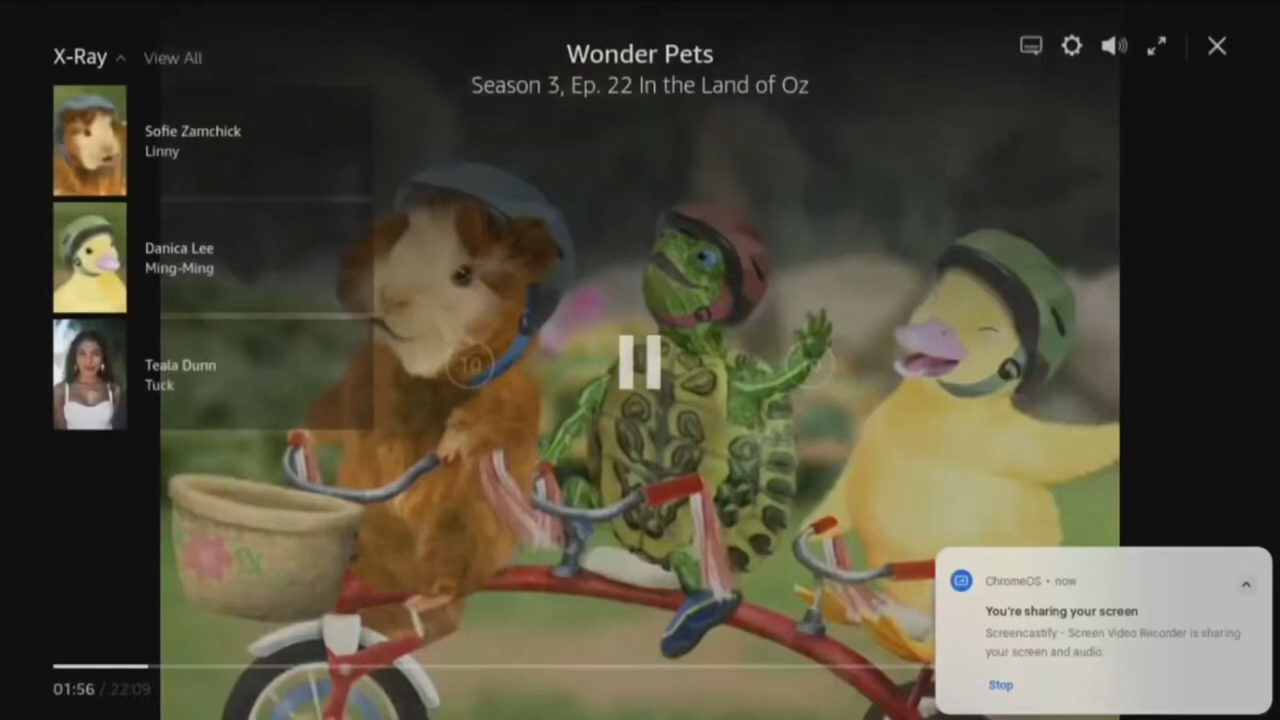 X-Ray View All
Wonder Pets
Season 3, Ep. 22 In the Land of Oz
Sofie Zamchick
Linny
Danica Lee
Ming-Ming
Teala Dunn
Tuck
10
01:56 / 22:09
ChromeOS • now
You're sharing your screen
Screencastify - Screen Video Recorder is sharing
your screen and audio.
Stop